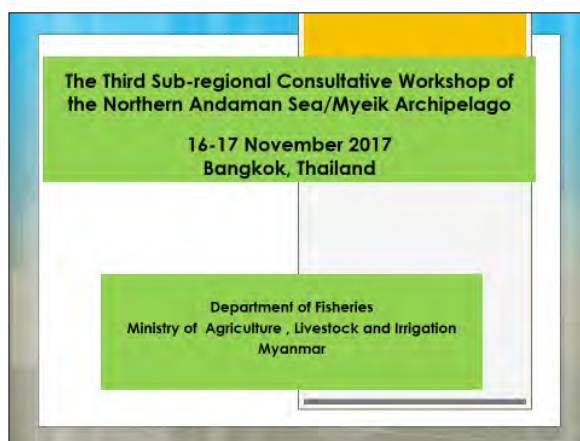 The Third Sub-regional Consultative Workshop of
the Northern Andaman Sea/Myeik Archipelago
16-17 November 2017
Bangkok, Thailand
Department of Fisheries
Ministry of Agriculture , Livestock and Irrigation
Myanmar